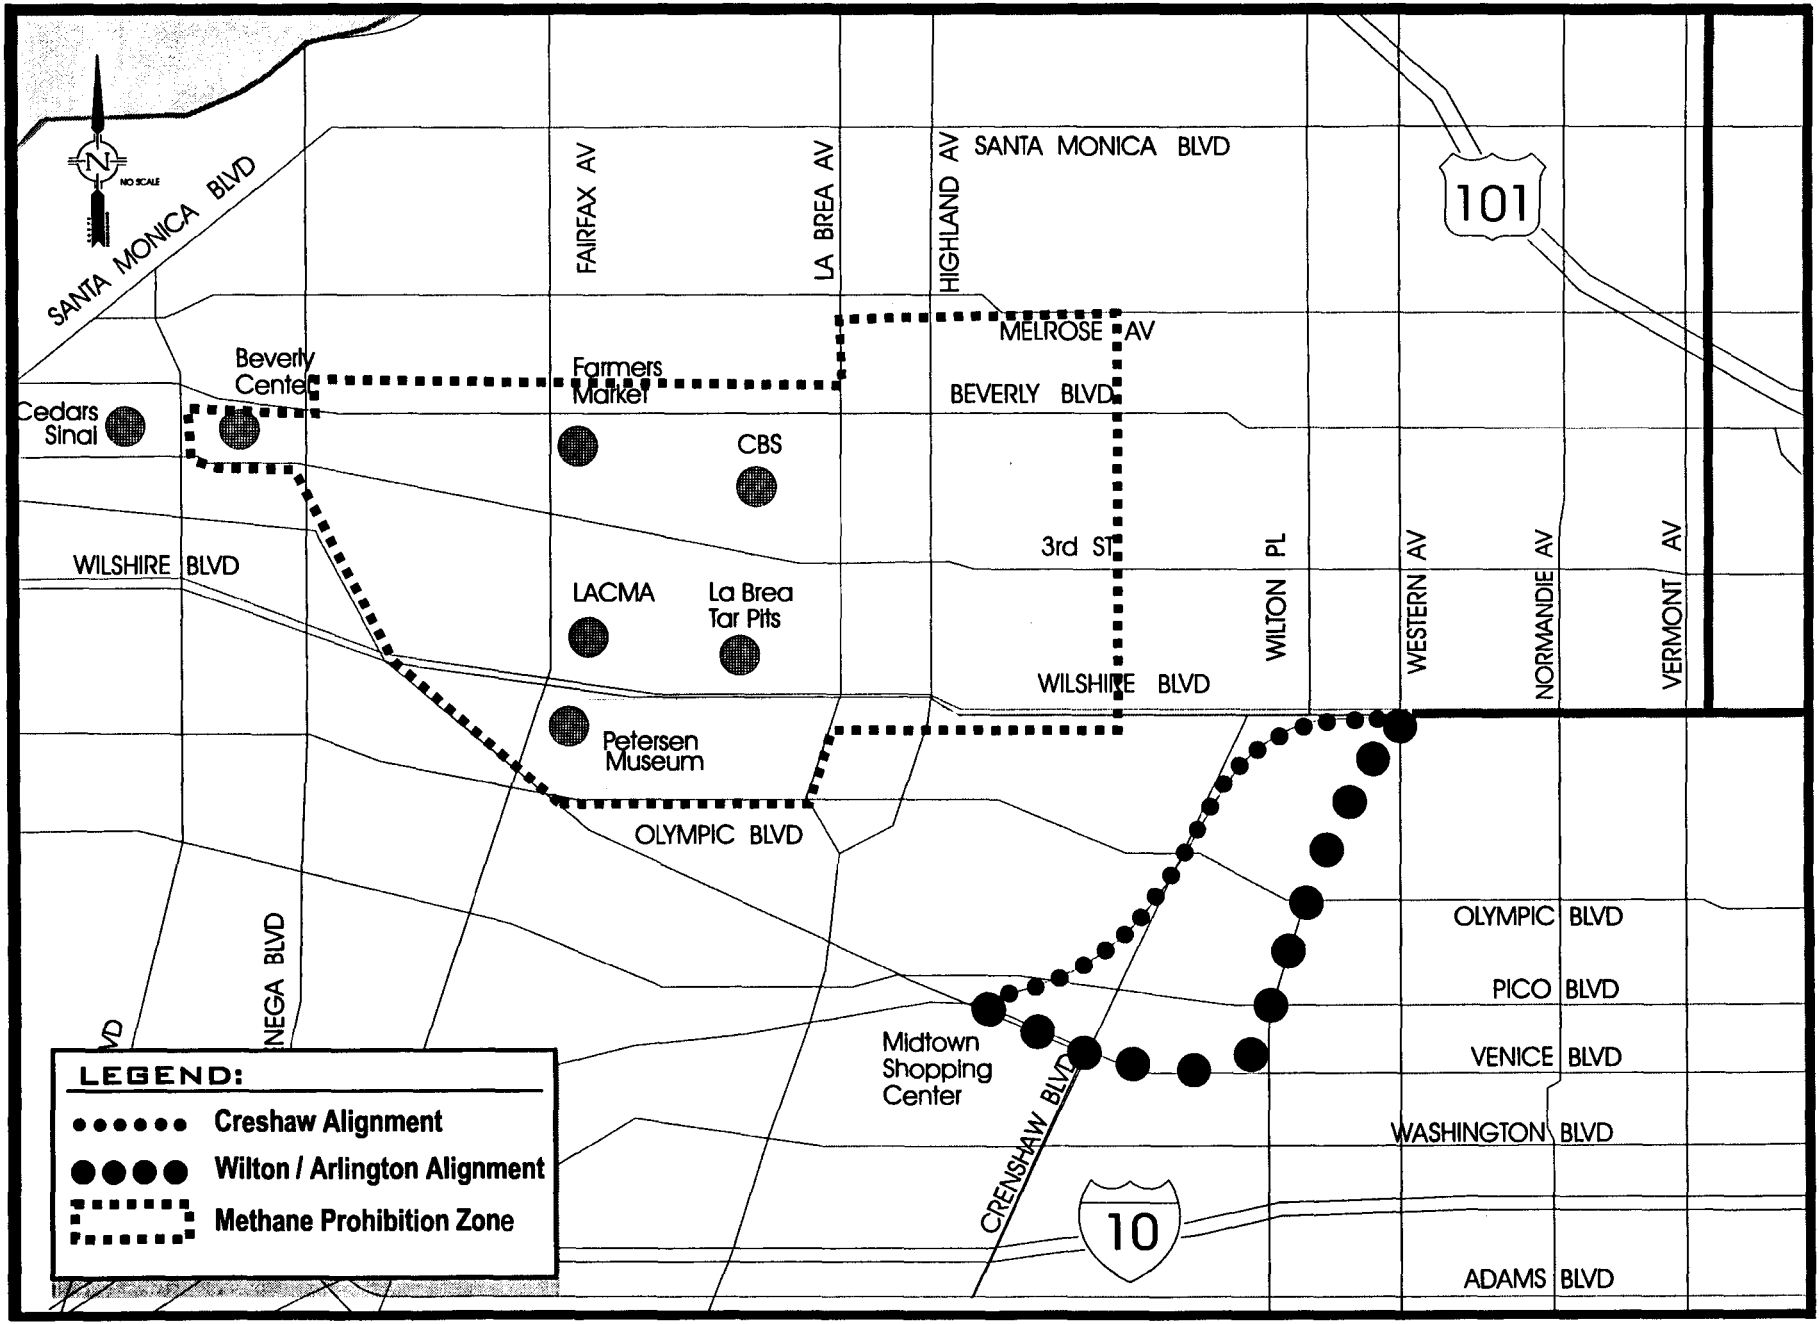 N
NO SCALE
SANTA MONICA BLVD
FAIRFAX AV
LA BREA AV
HIGHLAND AV
SANTA MONICA BLVD
101
MELROSE AV
Beverly
Center
Farmers
Market
BEVERLY BLVD
Cedars
Sinai
CBS
3rd ST
WILSHIRE BLVD
LACMA
La Brea
Tar Pits
WILTON PL
WESTERN AV
NORMANDIE AV
VERMONT AV
WILSHIRE BLVD
Petersen
Museum
OLYMPIC BLVD
OLYMPIC BLVD
ENEGA BLVD
VD
PICO BLVD
Midtown
Shopping
Center
VENICE BLVD
CRENSHAW BLVD
WASHINGTON BLVD
10
ADAMS BLVD
LEGEND:
Creshaw Alignment
Wilton / Arlington Alignment
Methane Prohibition Zone